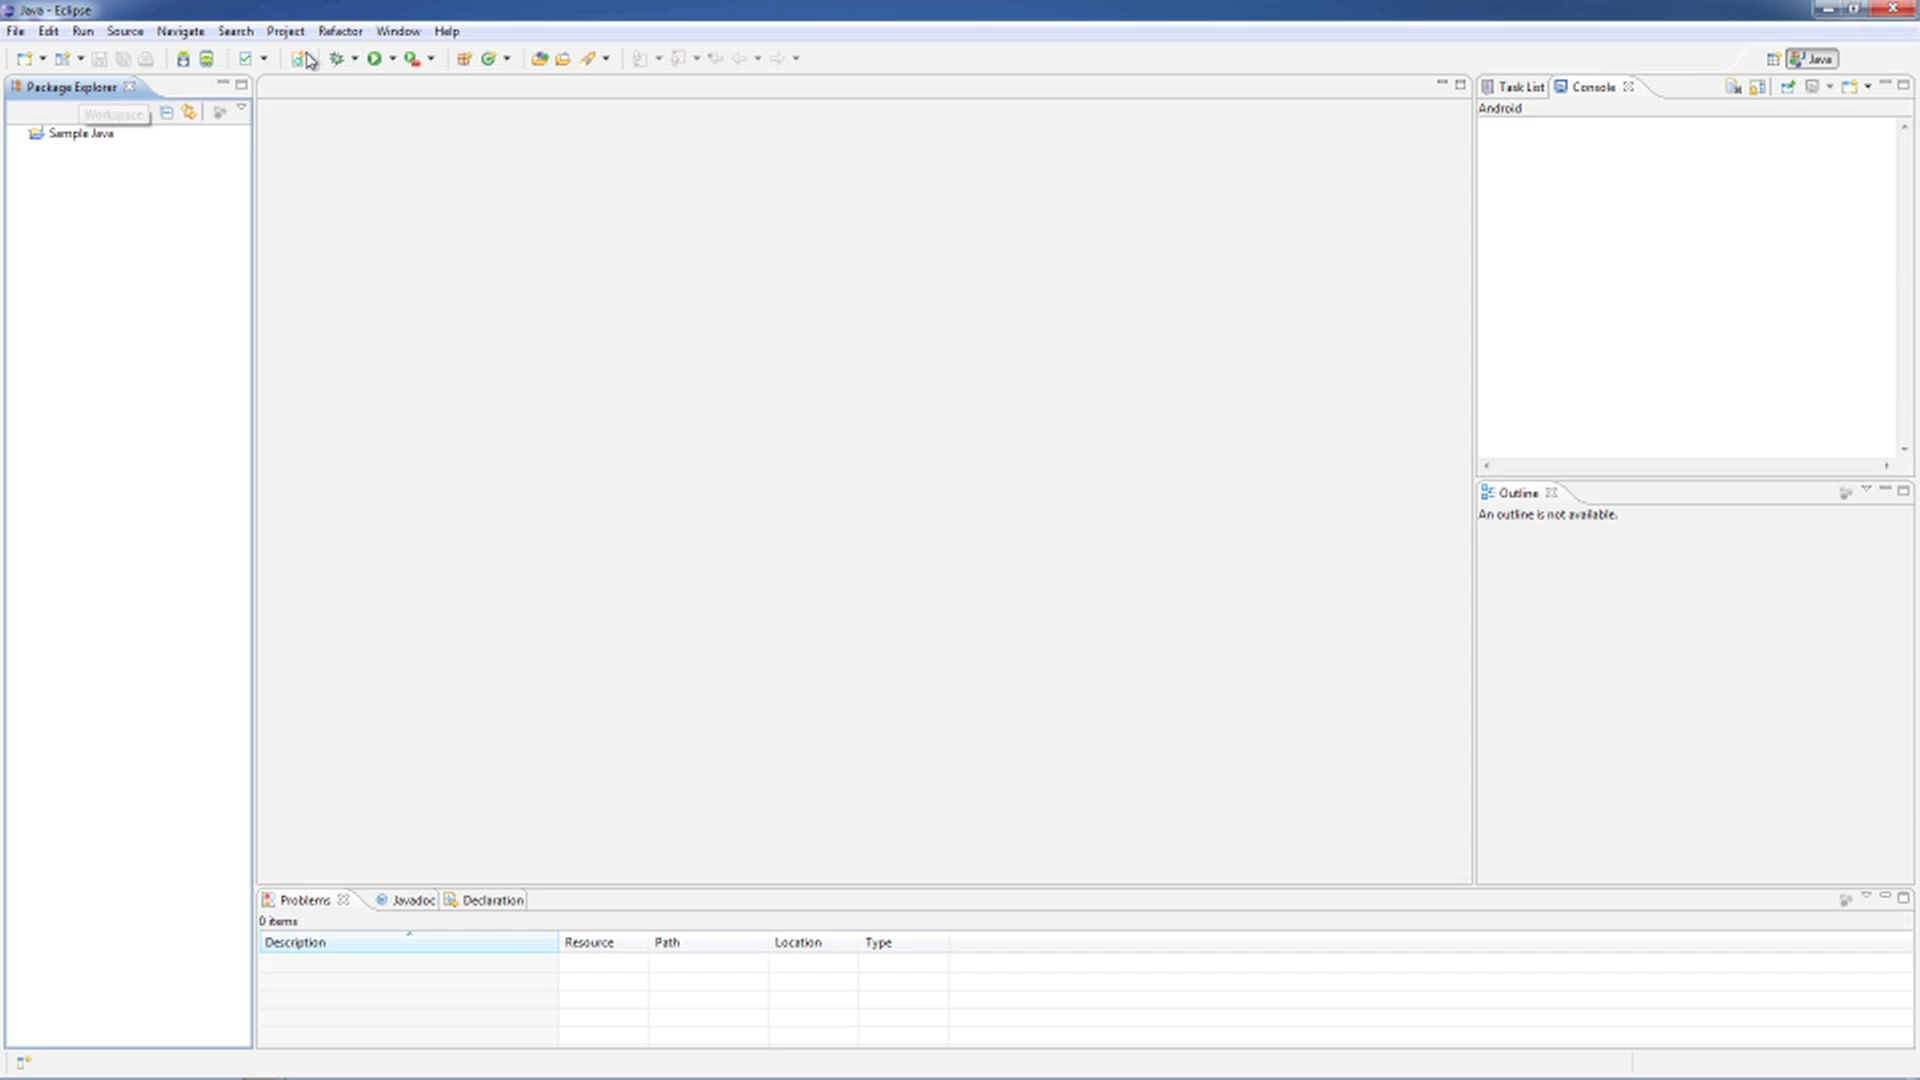 Java - Eclipse
File Edit Run Source Navigate Search Project Refactor Window Help
Java
Package Explorer
Workspace
Sample Java
Task List Console
Android
Outline
An outline is not available.
Problems Javadoc Declaration
0 items
Description Resource Path Location Type